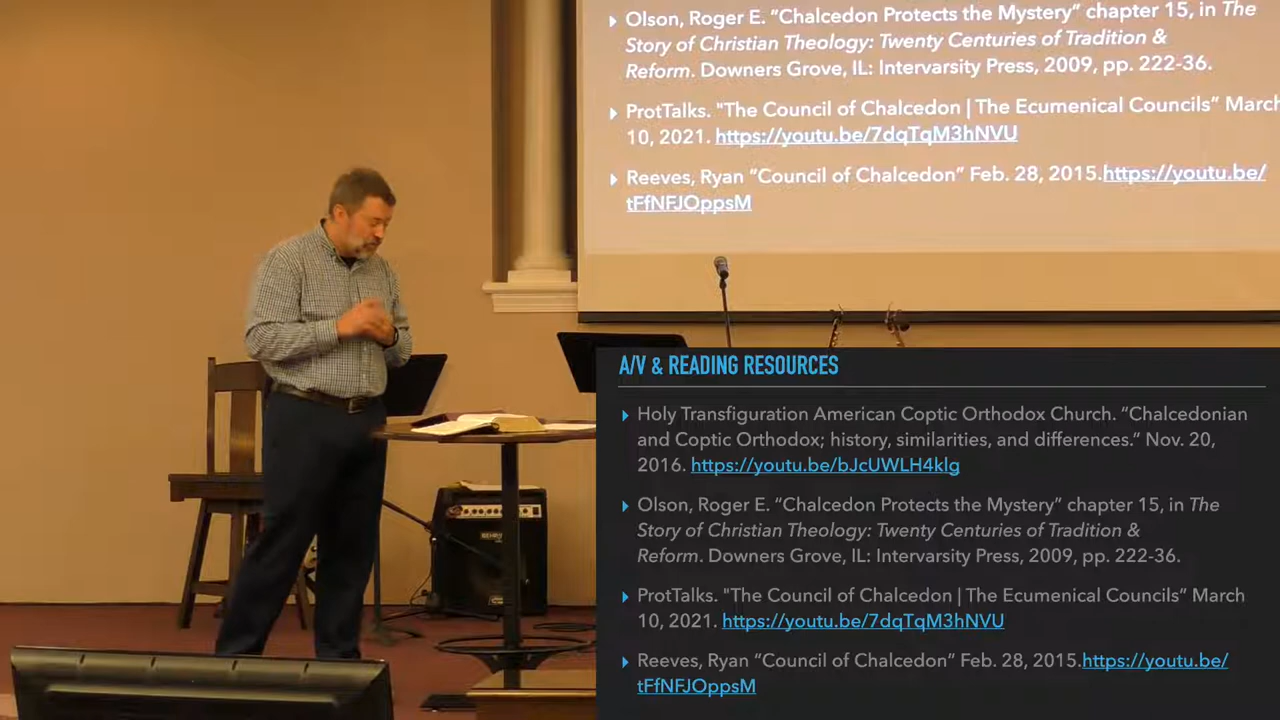 Olson, Roger E. “Chalcedon Protects the Mystery” chapter 15, in The
Story of Christian Theology: Twenty Centuries of Tradition &
Reform. Downers Grove, IL: Intervarsity Press, 2009, pp. 222-36.
ProtTalks. "The Council of Chalcedon | The Ecumenical Councils” March
10, 2021. https://youtu.be/7dqTqM3hNVU
Reeves, Ryan “Council of Chalcedon” Feb. 28, 2015.https://youtu.be/
tFfNFJOppsM
A/V & READING RESOURCES
Holy Transfiguration American Coptic Orthodox Church. “Chalcedonian
and Coptic Orthodox; history, similarities, and differences.” Nov. 20,
2016. https://youtu.be/bJcUWLH4klg
Olson, Roger E. “Chalcedon Protects the Mystery” chapter 15, in The
Story of Christian Theology: Twenty Centuries of Tradition &
Reform. Downers Grove, IL: Intervarsity Press, 2009, pp. 222-36.
ProtTalks. "The Council of Chalcedon | The Ecumenical Councils” March
10, 2021. https://youtu.be/7dqTqM3hNVU
Reeves, Ryan “Council of Chalcedon” Feb. 28, 2015.https://youtu.be/
tFfNFJOppsM